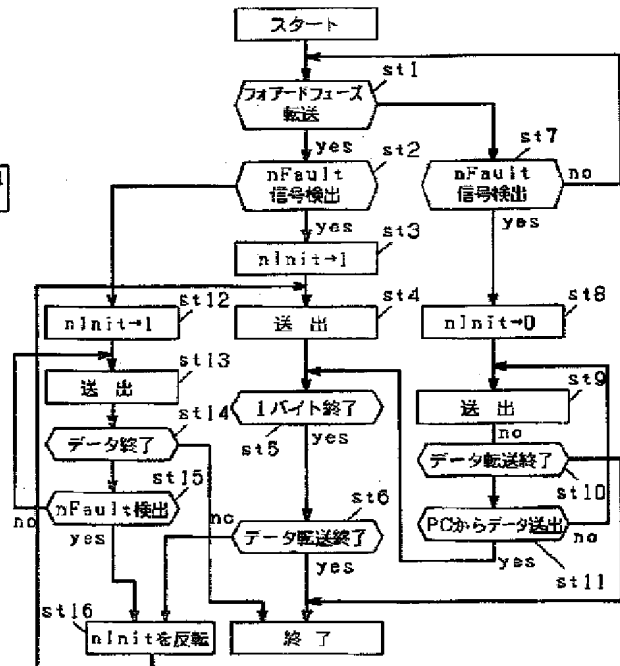 スタート
st1
フォアードフェーズ
転送
yes
st2
st7
nFault
信号検出
nFault
信号検出
no
yes
st3
yes
nInit→1
st12
st4
st8
nInit→1
送 出
nInit→0
st13
st9
送 出
送 出
st14
1バイト終了
no
データ終了
st5
yes
データ転送終了
st15
st10
nFault検出
no
st6
no
データ転送終了
PCからデータ送出
no
yes
yes
yes
st11
st16
nInitを反転
終 了